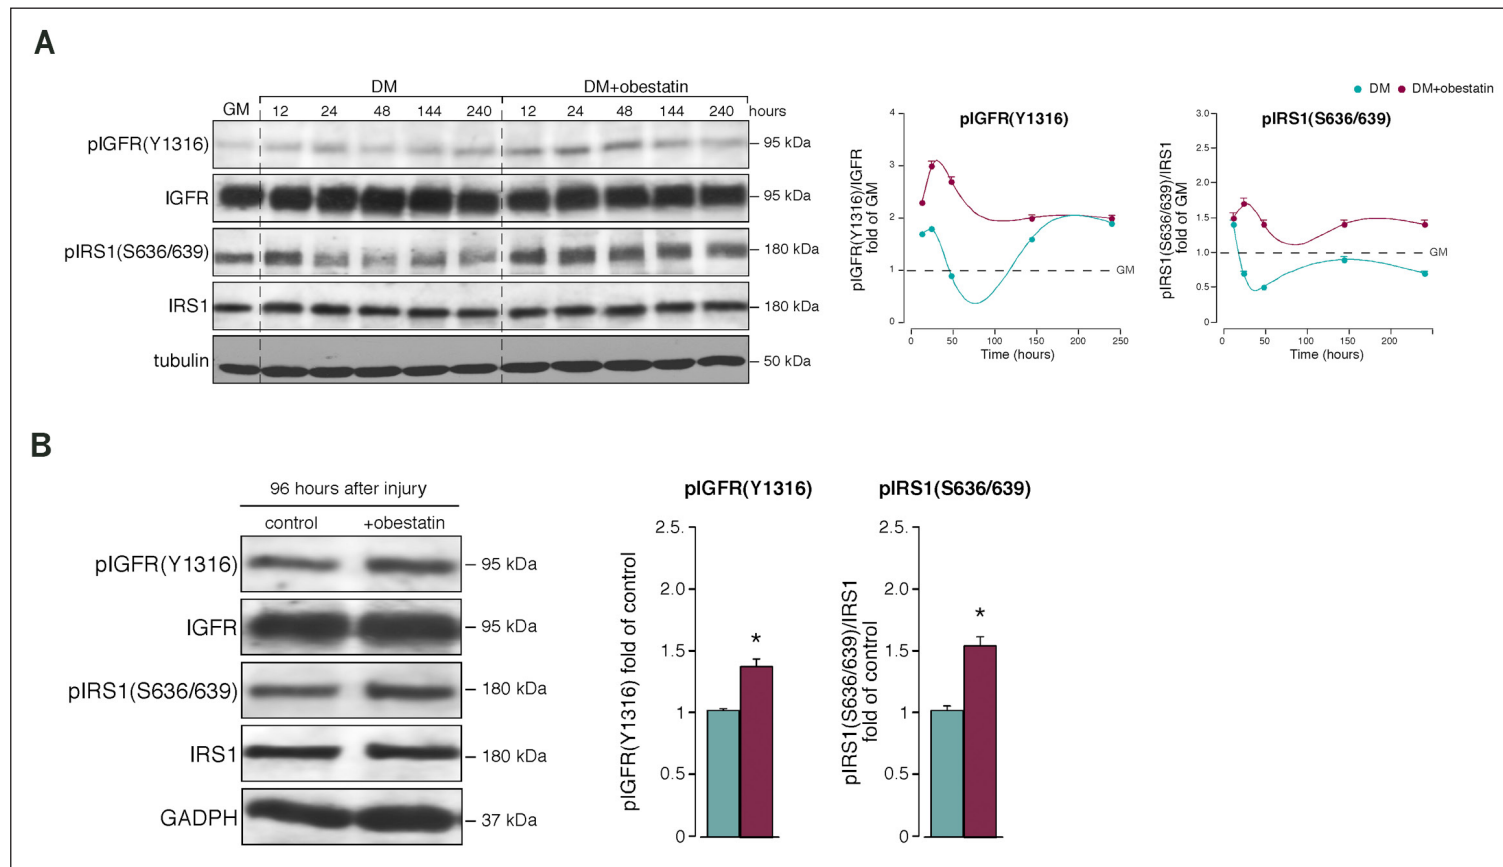 A
DM DM+obestatin
GM 12 24 48 144 240 12 24 48 144 240 hours
pIGFR(Y1316) 95 kDa
IGFR 95 kDa
pIRS1(S636/639) 180 kDa
IRS1 180 kDa
tubulin 50 kDa
DM DM+obestatin
pIGFR(Y1316)
pIGFR(Y1316)/IGFR
fold of GM
4
3
2
1
0
GM
0 50 100 150 200 250
Time (hours)
pIRS1(S636/639)
pIRS1(S636/639)/IRS1
fold of GM
3.0
2.5
2.0
1.5
1.0
0.5
0
GM
0 50 100 150 200
Time (hours)
B
96 hours after injury
control +obestatin
pIGFR(Y1316) 95 kDa
IGFR 95 kDa
pIRS1(S636/639) 180 kDa
IRS1 180 kDa
GADPH 37 kDa
pIGFR(Y1316)
pIGFR(Y1316) fold of control
2.5.
2.0
1.5
1
0.5
0
*
pIRS1(S636/639)
pIRS1(S636/639)/IRS1
fold of control
2.5.
2.0
1.5
1
0.5
0
*